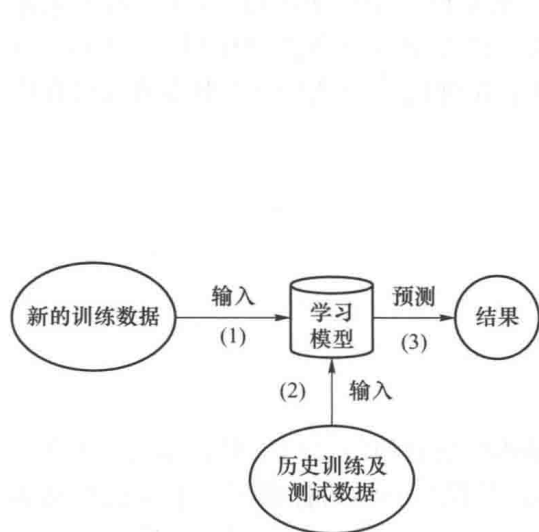 新的训练数据
输入
(1)
学习
模型
预测
(3)
结果
(2)
输入
历史训练及
测试数据